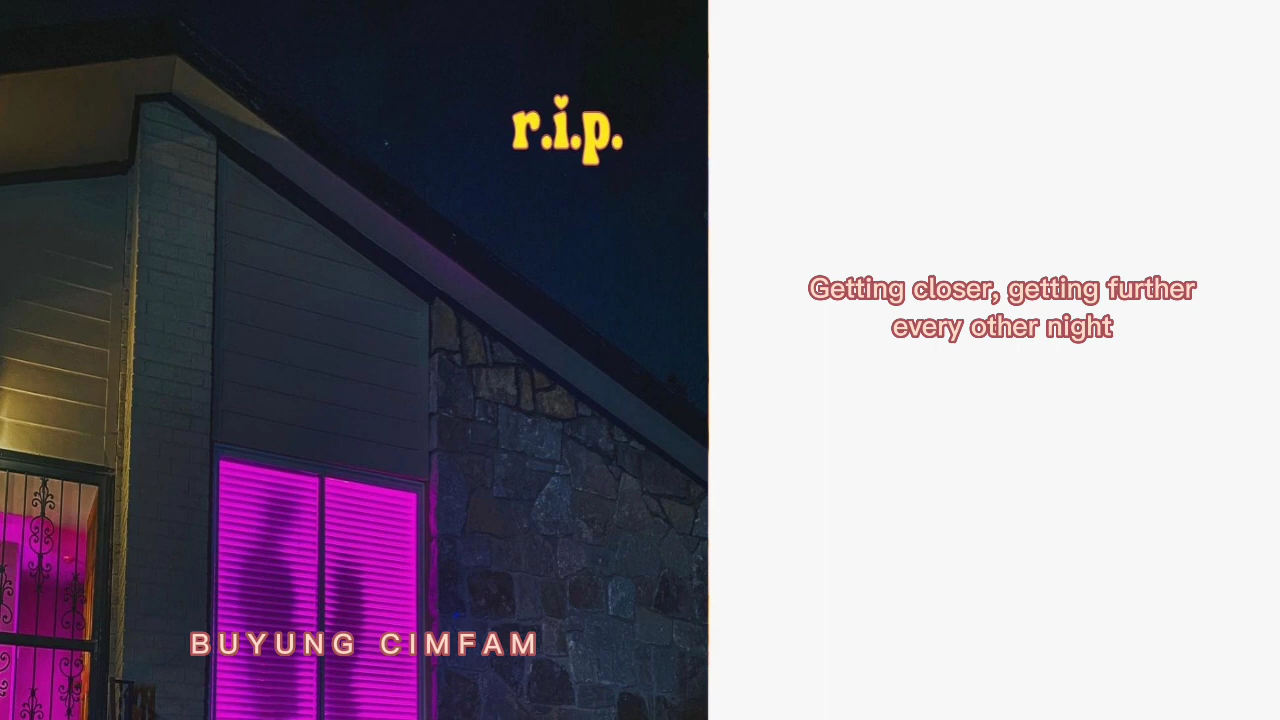 r.i.p.
BUYUNG CIMFAM
Getting closer, getting further
every other night